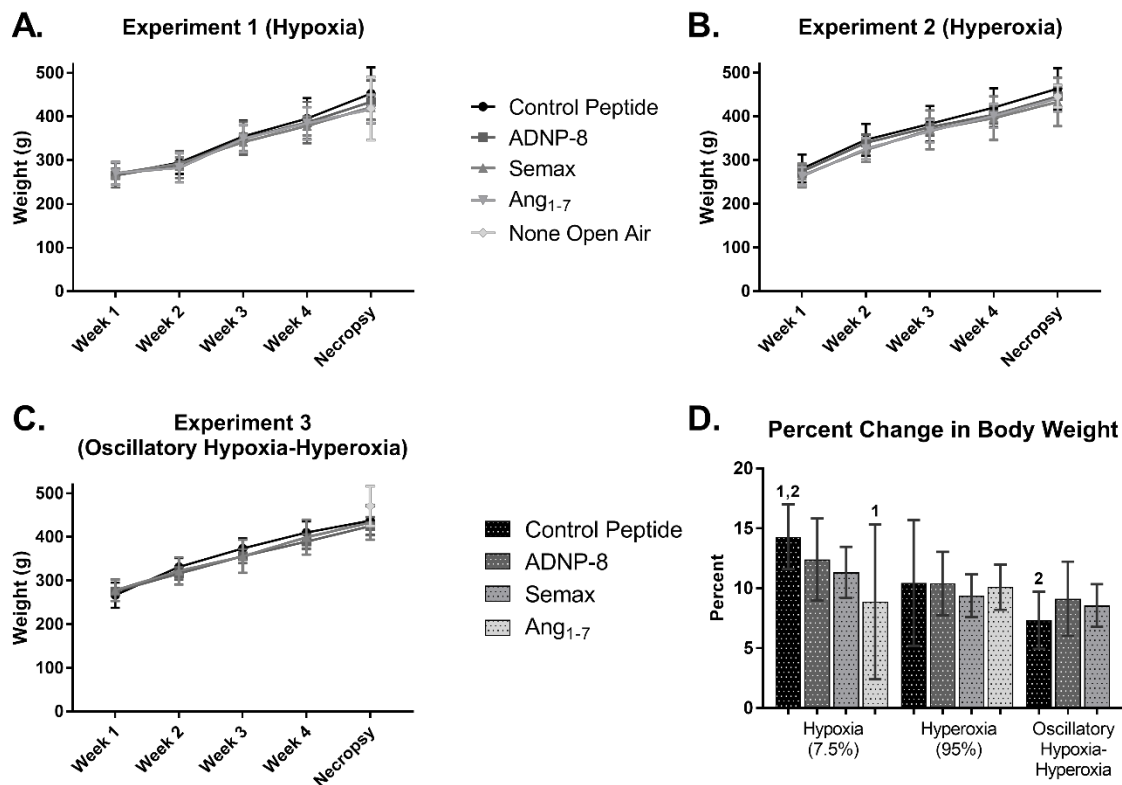 A.
Experiment 1 (Hypoxia)
Weight (g)
500
400
300
200
100
0
Week 1
Week 2
Week 3
Week 4
Necropsy
Control Peptide
ADNP-8
Semax
Ang1-7
None Open Air
B.
Experiment 2 (Hyperoxia)
Weight (g)
500
400
300
200
100
0
Week 1
Week 2
Week 3
Week 4
Necropsy
C.
Experiment 3
(Oscillatory Hypoxia-Hyperoxia)
Weight (g)
500
400
300
200
100
0
Week 1
Week 2
Week 3
Week 4
Necropsy
Control Peptide
ADNP-8
Semax
Ang1-7
D.
Percent Change in Body Weight
Percent
20
15
10
5
0
1,2
1
2
Hypoxia
(7.5%)
Hyperoxia
(95%)
Oscillatory
Hypoxia-
Hyperoxia